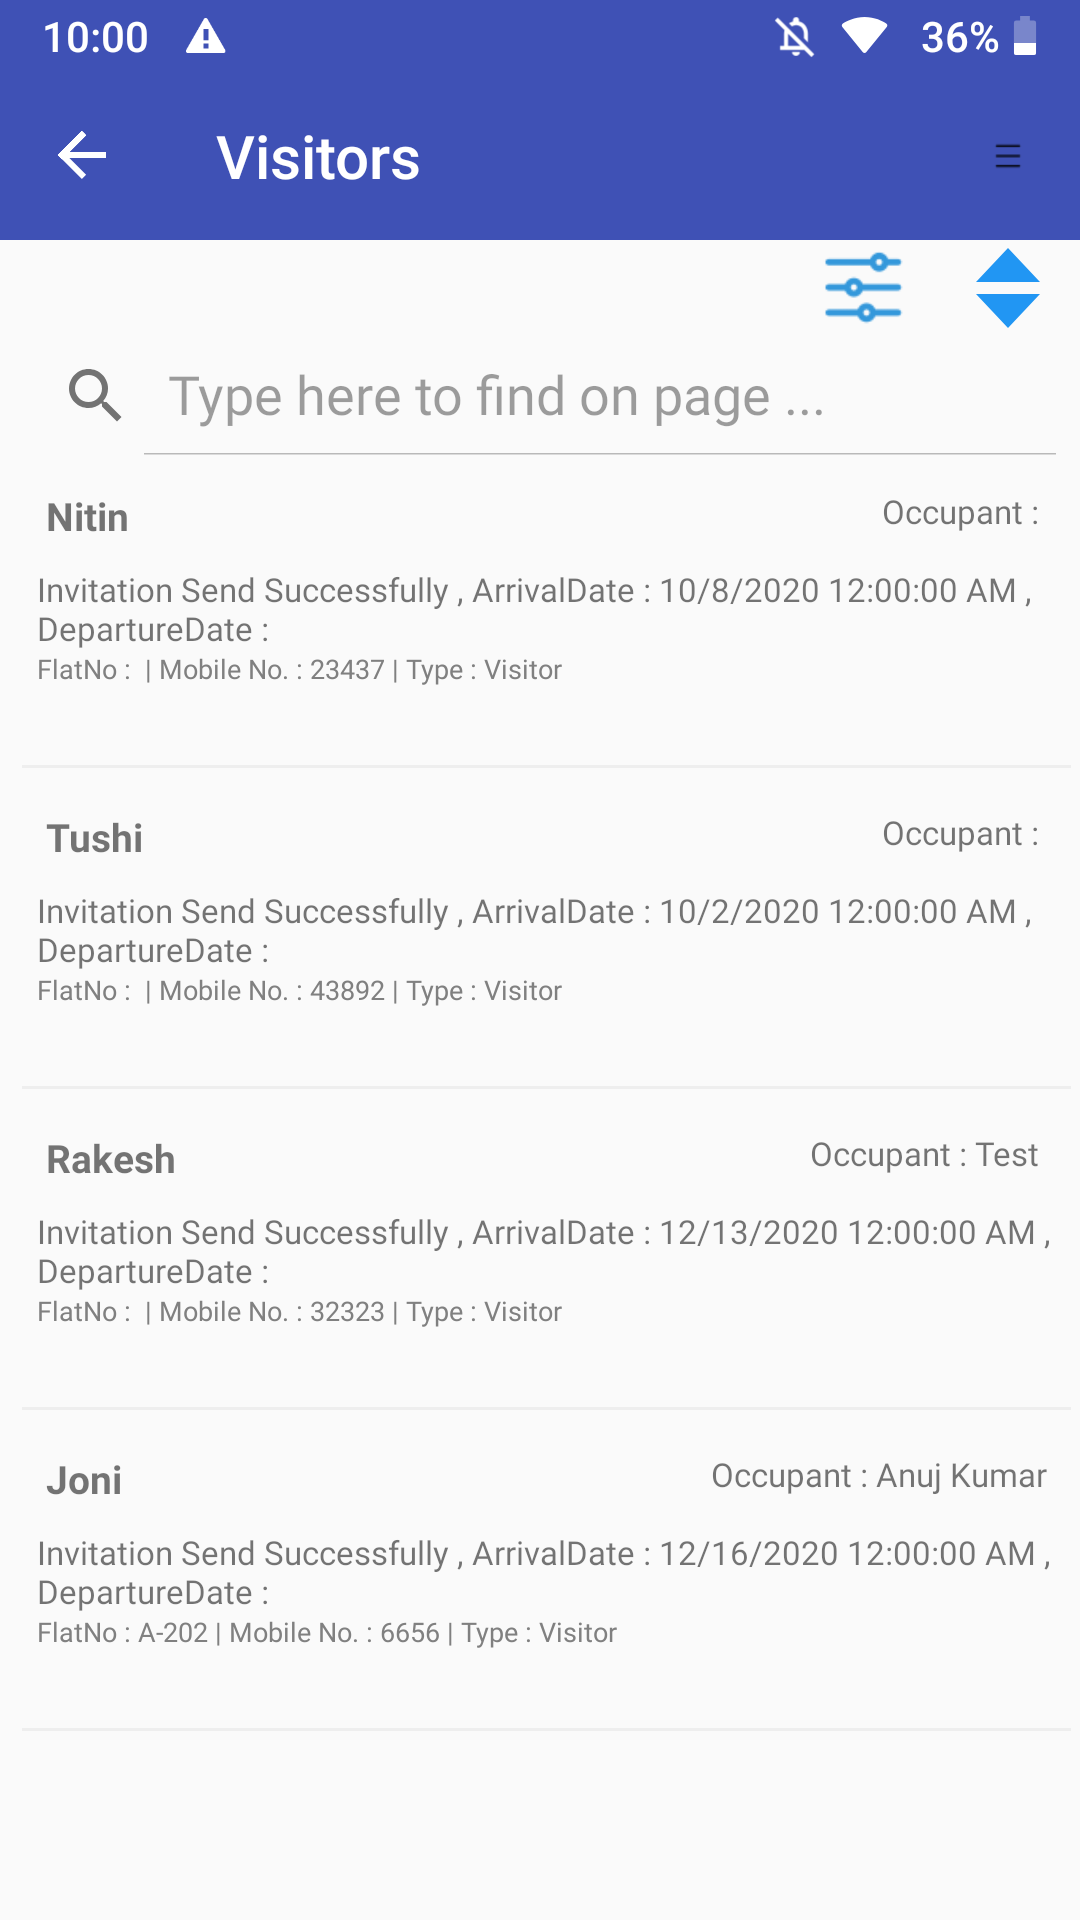 10:00
36%
Visitors
Type here to find on page ...
Nitin
Occupant :
Invitation Send Successfully , ArrivalDate : 10/8/2020 12:00:00 AM ,
DepartureDate :
FlatNo :  | Mobile No. : 23437 | Type : Visitor
Tushi
Occupant :
Invitation Send Successfully , ArrivalDate : 10/2/2020 12:00:00 AM ,
DepartureDate :
FlatNo :  | Mobile No. : 43892 | Type : Visitor
Rakesh
Occupant : Test
Invitation Send Successfully , ArrivalDate : 12/13/2020 12:00:00 AM ,
DepartureDate :
FlatNo :  | Mobile No. : 32323 | Type : Visitor
Joni
Occupant : Anuj Kumar
Invitation Send Successfully , ArrivalDate : 12/16/2020 12:00:00 AM ,
DepartureDate :
FlatNo : A-202 | Mobile No. : 6656 | Type : Visitor